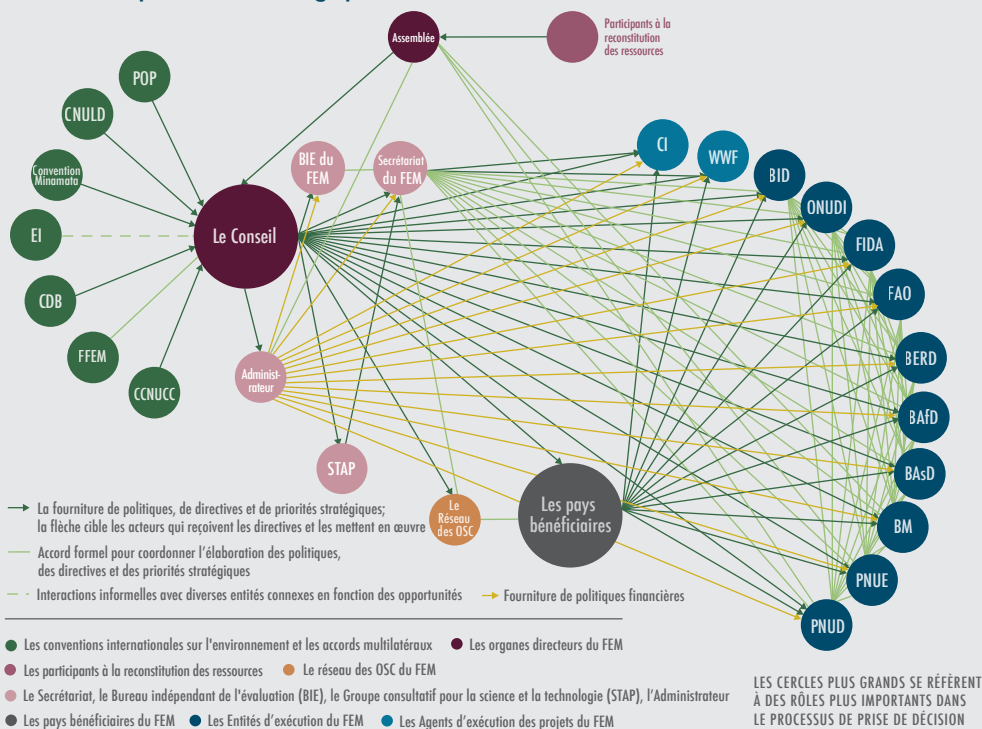 Assemblée
Participants à la
reconstitution
des ressources
POP
CNULD
Convention
Minamata
EI
CDB
FFEM
CCNUCC
Le Conseil
BIE du
FEM
Secrétariat
du FEM
Administ-
rateur
STAP
Le
Réseau
des OSC
Les pays
bénéficiaires
CI
WWF
BID
ONUDI
FIDA
FAO
BERD
BAfD
BAsD
BM
PNUE
PNUD
La fourniture de politiques, de directives et de priorités stratégiques;
la flèche cible les acteurs qui reçoivent les directives et les mettent en œuvre
Accord formel pour coordonner l'élaboration des politiques,
des directives et des priorités stratégiques
Interactions informelles avec diverses entités connexes en fonction des opportunités
Fourniture de politiques financières
Les conventions internationales sur l'environnement et les accords multilatéraux
Les organes directeurs du FEM
Les participants à la reconstitution des ressources
Le réseau des OSC du FEM
Le Secrétariat, le Bureau indépendant de l'évaluation (BIE), le Groupe consultatif pour la science et la technologie (STAP), l'Administrateur
Les pays bénéficiaires du FEM
Les Entités d'exécution du FEM
Les Agents d'exécution des projets du FEM
LES CERCLES PLUS GRANDS SE RÉFÈRENT
À DES RÔLES PLUS IMPORTANTS DANS
LE PROCESSUS DE PRISE DE DÉCISION